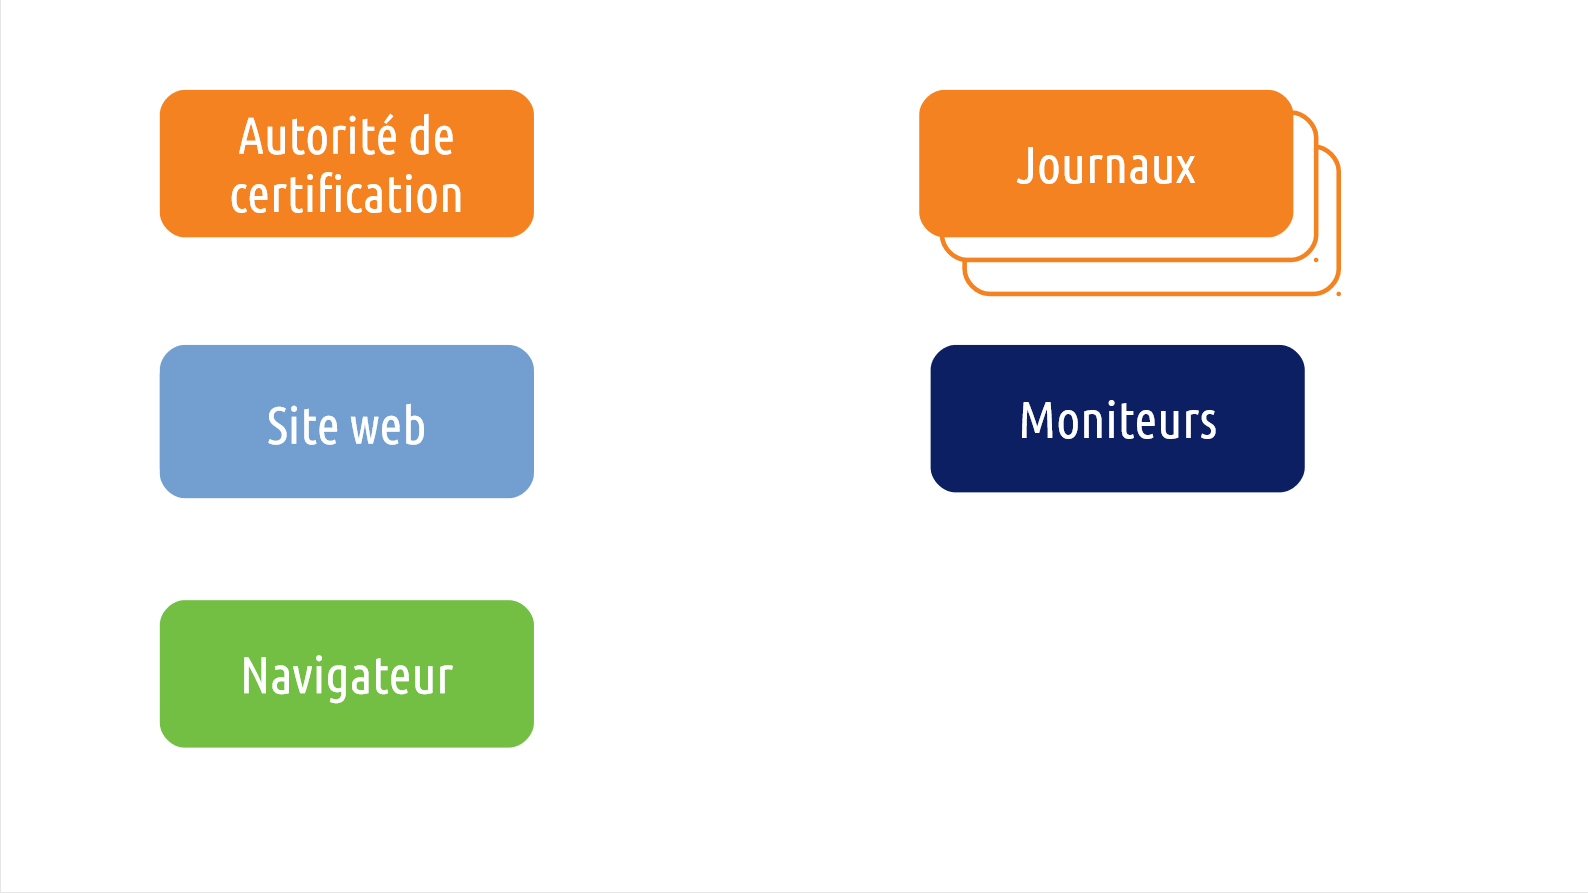 Autorité de
certification
Journaux
Site web
Moniteurs
Navigateur